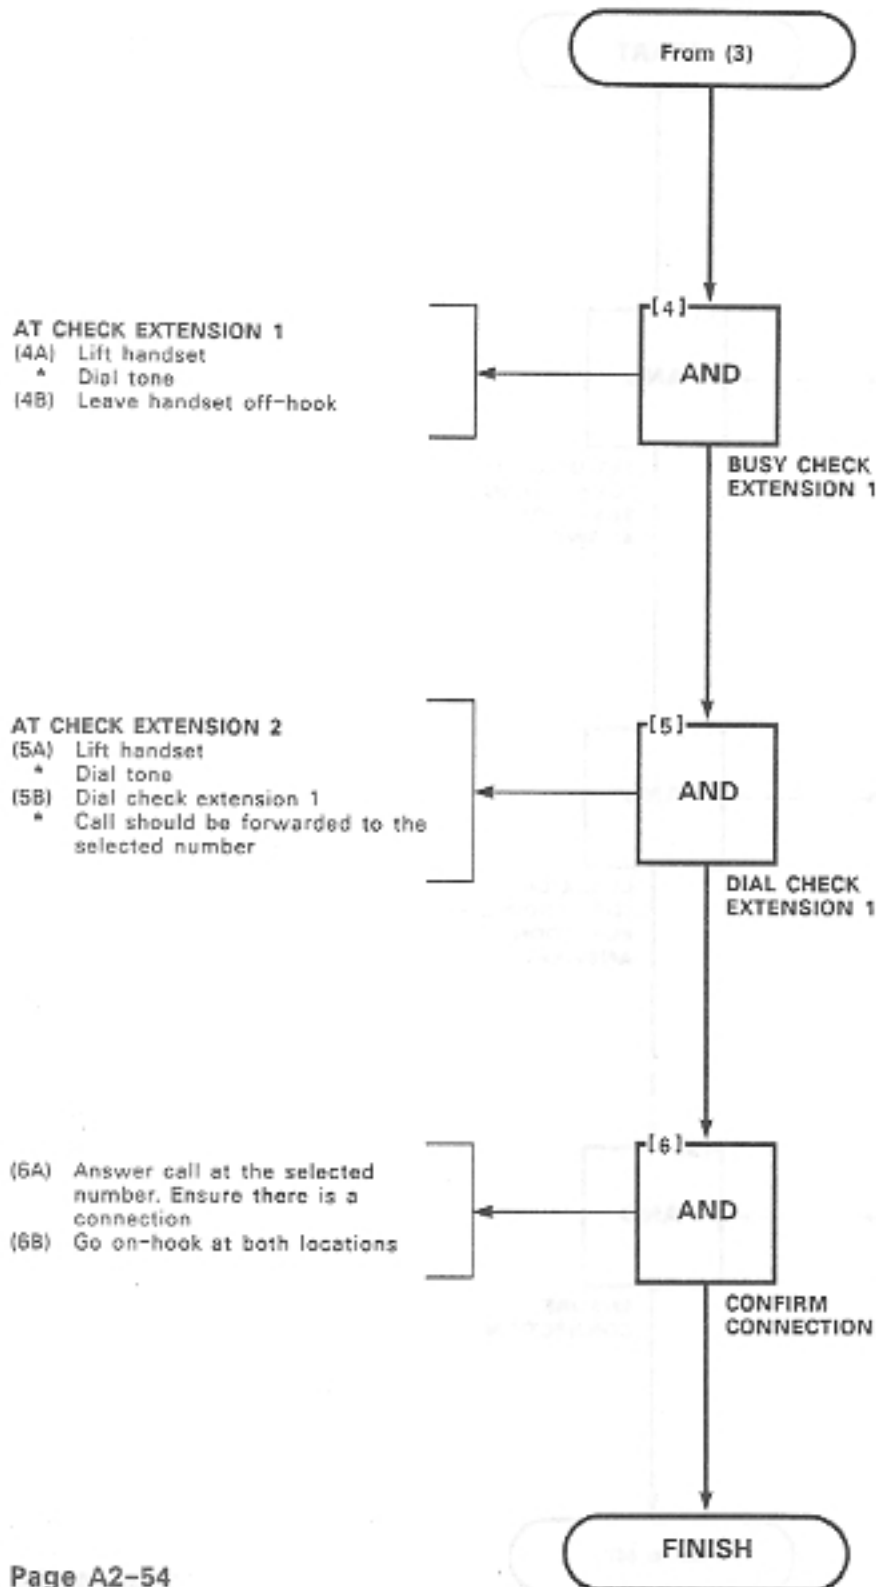 From (3)
[4]
AND
AT CHECK EXTENSION 1
(4A) Lift handset
* Dial tone
(4B) Leave handset off-hook
BUSY CHECK
EXTENSION 1
[5]
AND
AT CHECK EXTENSION 2
(5A) Lift handset
* Dial tone
(5B) Dial check extension 1
* Call should be forwarded to the
selected number
DIAL CHECK
EXTENSION 1
[6]
AND
(6A) Answer call at the selected
number. Ensure there is a
connection
(6B) Go on-hook at both locations
CONFIRM
CONNECTION
FINISH
Page A2-54